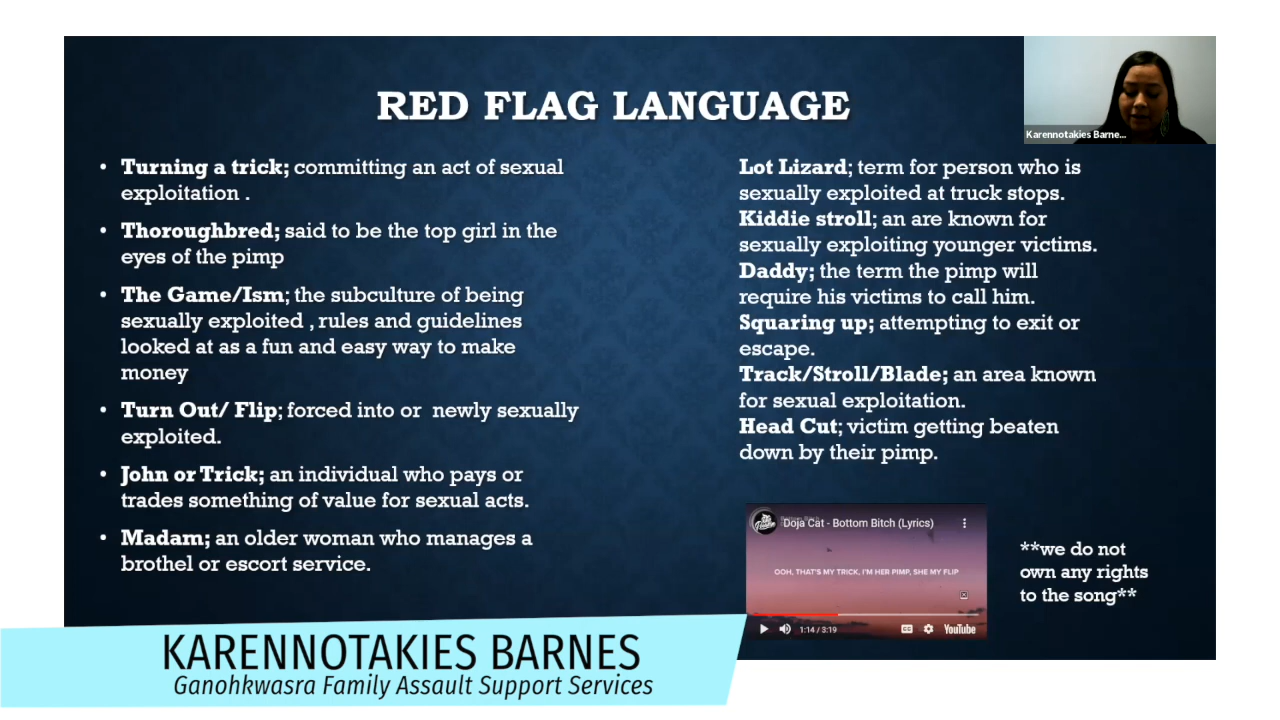 RED FLAG LANGUAGE
Karennotakies Barne...
• Turning a trick; committing an act of sexual
exploitation .
• Thoroughbred; said to be the top girl in the
eyes of the pimp
• The Game/Ism; the subculture of being
sexually exploited , rules and guidelines
looked at as a fun and easy way to make
money
• Turn Out/ Flip; forced into or newly sexually
exploited.
• John or Trick; an individual who pays or
trades something of value for sexual acts.
• Madam; an older woman who manages a
brothel or escort service.
Lot Lizard; term for person who is
sexually exploited at truck stops.
Kiddie stroll; an are known for
sexually exploiting younger victims.
Daddy; the term the pimp will
require his victims to call him.
Squaring up; attempting to exit or
escape.
Track/Stroll/Blade; an area known
for sexual exploitation.
Head Cut; victim getting beaten
down by their pimp.
Doja Cat - Bottom Bitch (Lyrics)
OOH, THAT'S MY TRICK, I'M HER PIMP, SHE MY FLIP
1:14 / 3:19
CC
YouTube
**we do not
own any rights
to the song**
KARENNOTAKIES BARNES
Ganohkwasra Family Assault Support Services